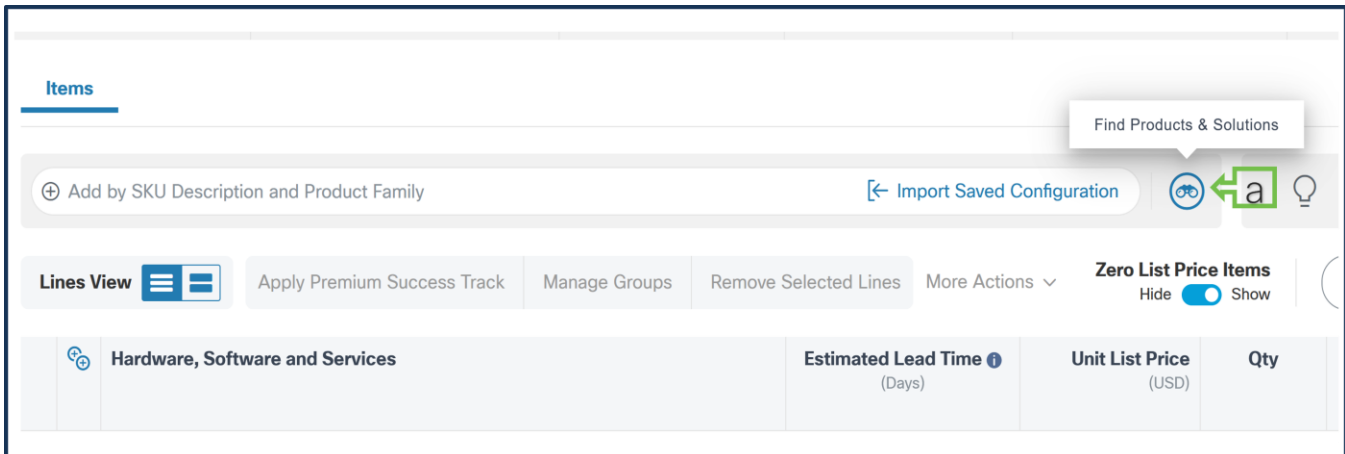 Items
Find Products & Solutions
Add by SKU Description and Product Family Import Saved Configuration a
Lines View Apply Premium Success Track Manage Groups Remove Selected Lines More Actions Zero List Price Items
Hide Show
Hardware, Software and Services Estimated Lead Time i Unit List Price Qty
(Days) (USD)